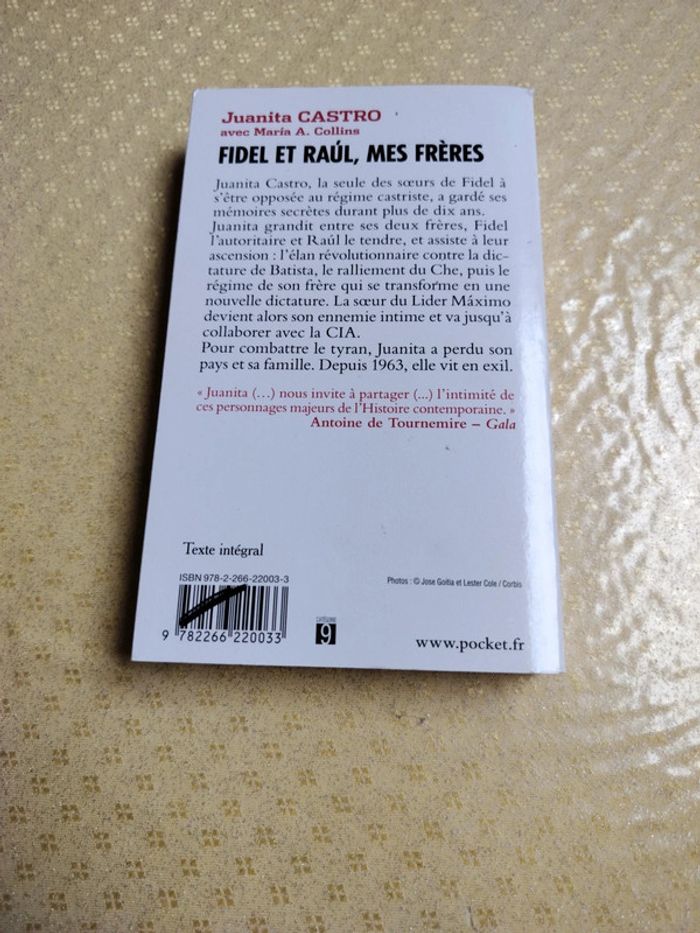 Juanita CASTRO
avec María A. Collins
FIDEL ET RAÚL, MES FRÈRES
Juanita Castro, la seule des sœurs de Fidel à
s'être opposée au régime castriste, a gardé ses
mémoires secrètes durant plus de dix ans.
Juanita grandit entre ses deux frères, Fidel
l'autoritaire et Raúl le tendre, et assiste à leur
ascension : l'élan révolutionnaire contre la dic-
tature de Batista, le ralliement du Che, puis le
régime de son frère qui se transforme en une
nouvelle dictature. La sœur du Lider Máximo
devient alors son ennemie intime et va jusqu'à
collaborer avec la CIA.
Pour combattre le tyran, Juanita a perdu son
pays et sa famille. Depuis 1963, elle vit en exil.
« Juanita (…) nous invite à partager (...) l'intimité de
ces personnages majeurs de l'Histoire contemporaine. »
Antoine de Tournemire – Gala
Texte intégral
ISBN 978-2-266-22003-3
Photos : © Jose Goitia et Lester Cole / Corbis
9 782266 220033
CATÉGORIE
9
www.pocket.fr